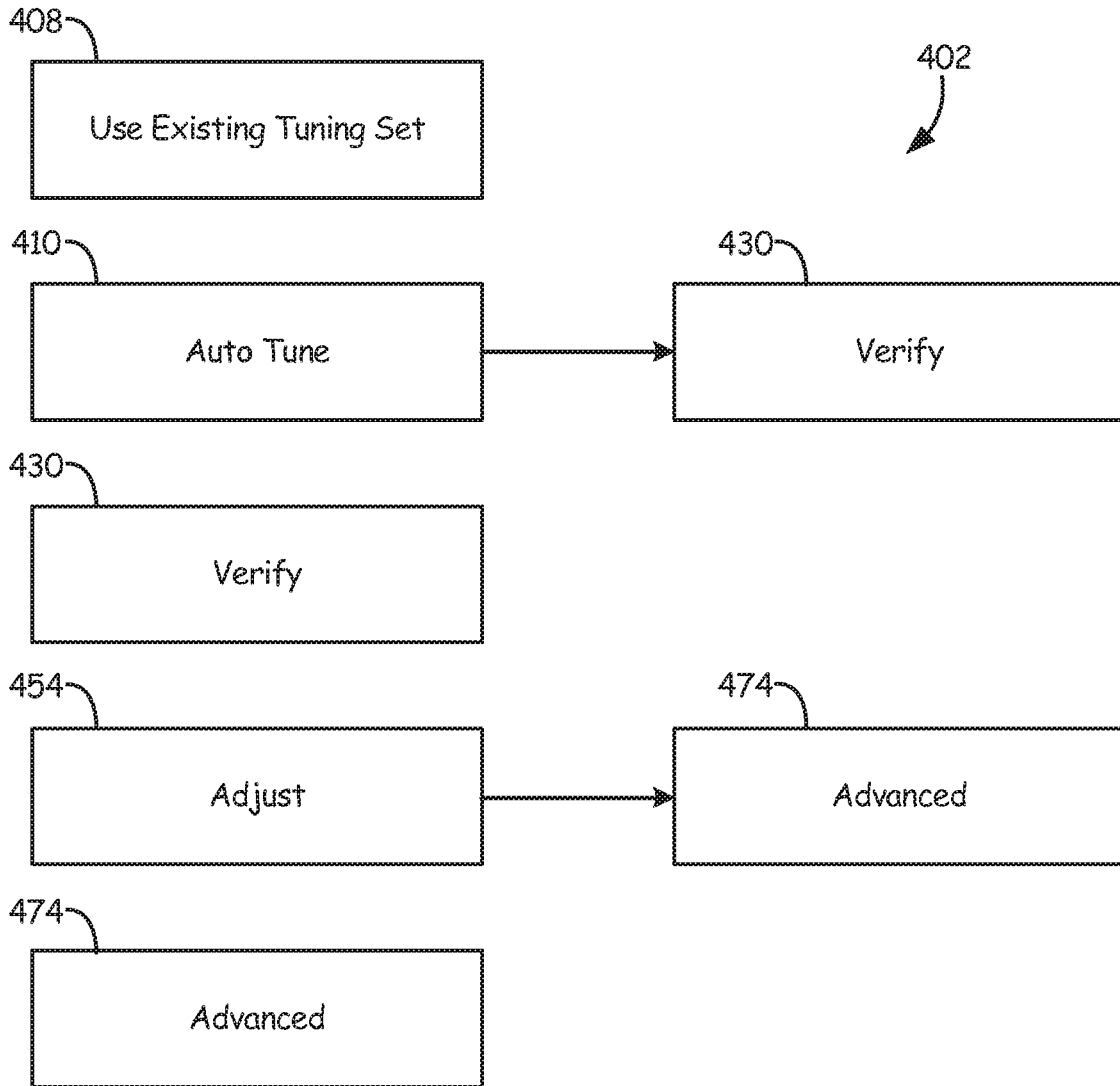 408
402
Use Existing Tuning Set
410
430
Auto Tune
Verify
430
Verify
454
474
Adjust
Advanced
474
Advanced